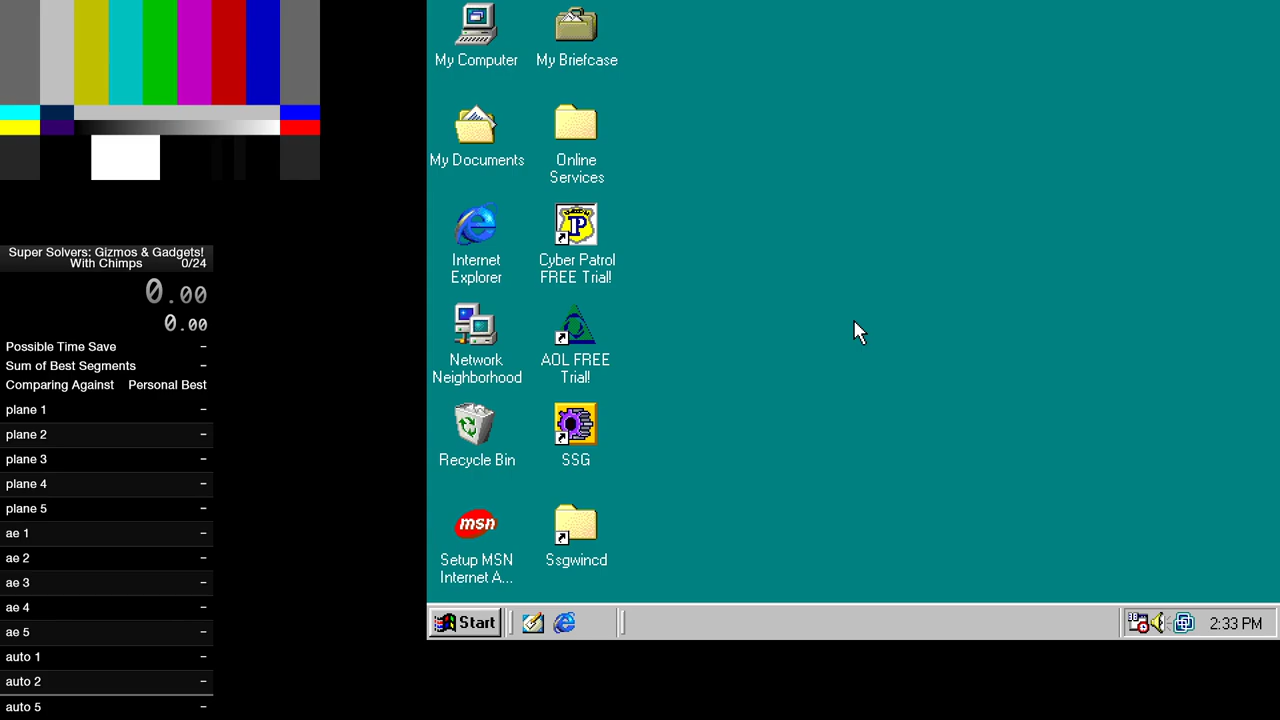 Super Solvers: Gizmos & Gadgets!
With Chimps 0/24
0.00
0.00
Possible Time Save –
Sum of Best Segments –
Comparing Against Personal Best
plane 1 –
plane 2 –
plane 3 –
plane 4 –
plane 5 –
ae 1 –
ae 2 –
ae 3 –
ae 4 –
ae 5 –
auto 1 –
auto 2 –
auto 5 –
My Computer
My Briefcase
My Documents
Online
Services
Internet
Explorer
P
Cyber Patrol
FREE Trial!
Network
Neighborhood
AOL FREE
Trial!
Recycle Bin
SSG
msn
Setup MSN
Internet A...
Ssgwincd
Start
2:33 PM